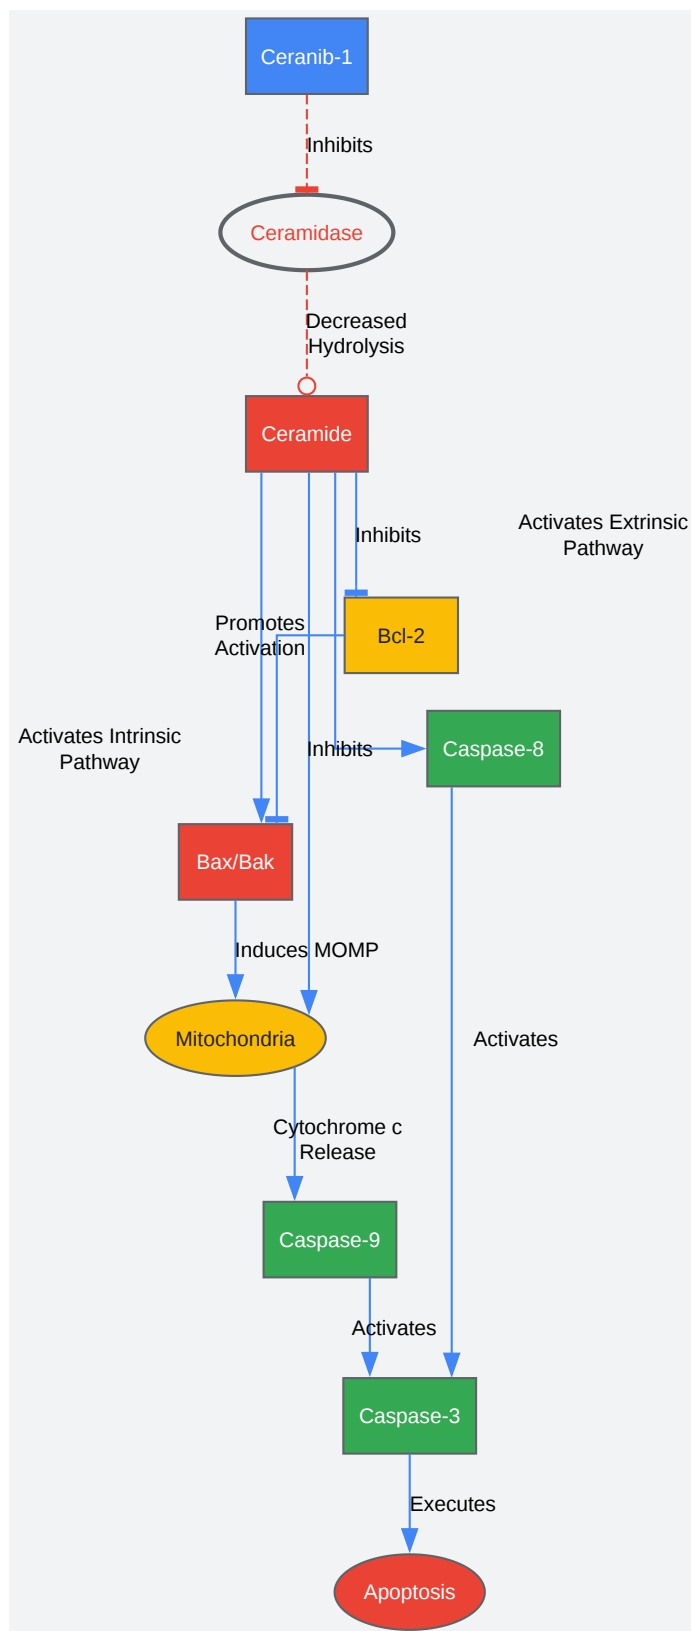 Ceranib-1
Inhibits
Ceramidase
Decreased
Hydrolysis
Ceramide
Activates Extrinsic
Pathway
Inhibits
Promotes
Activation
Bcl-2
Activates Intrinsic
Pathway
Inhibits
Caspase-8
Bax/Bak
Induces MOMP
Mitochondria
Activates
Cytochrome c
Release
Caspase-9
Activates
Caspase-3
Executes
Apoptosis